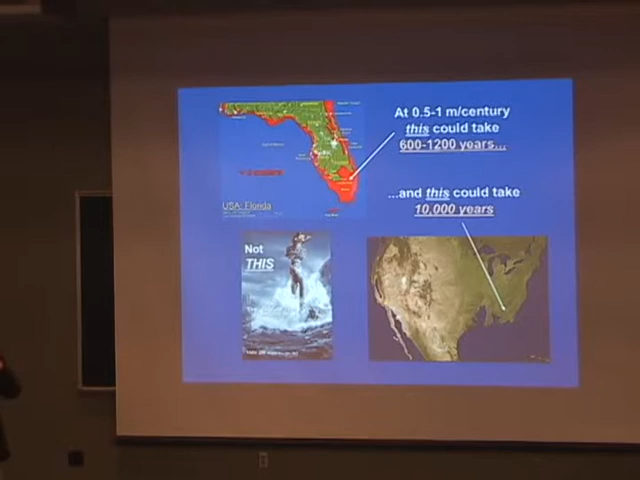 At 0.5-1 m/century
this could take
600-1200 years...
USA: Florida
...and this could take
10,000 years
Not
THIS